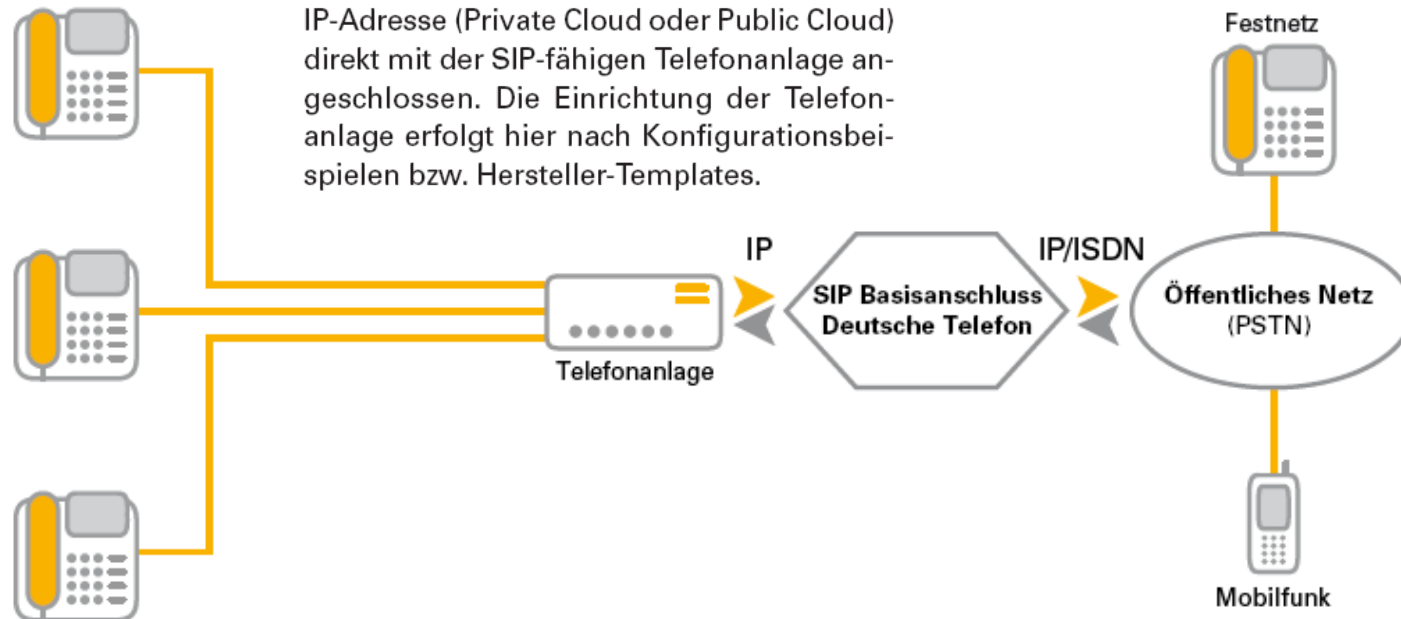 IP-Adresse (Private Cloud oder Public Cloud)
direkt mit der SIP-fähigen Telefonanlage an-
geschlossen. Die Einrichtung der Telefon-
anlage erfolgt hier nach Konfigurationsbei-
spielen bzw. Hersteller-Templates.
Festnetz
IP
IP/ISDN
SIP Basisanschluss
Deutsche Telefon
Öffentliches Netz
(PSTN)
Telefonanlage
Mobilfunk